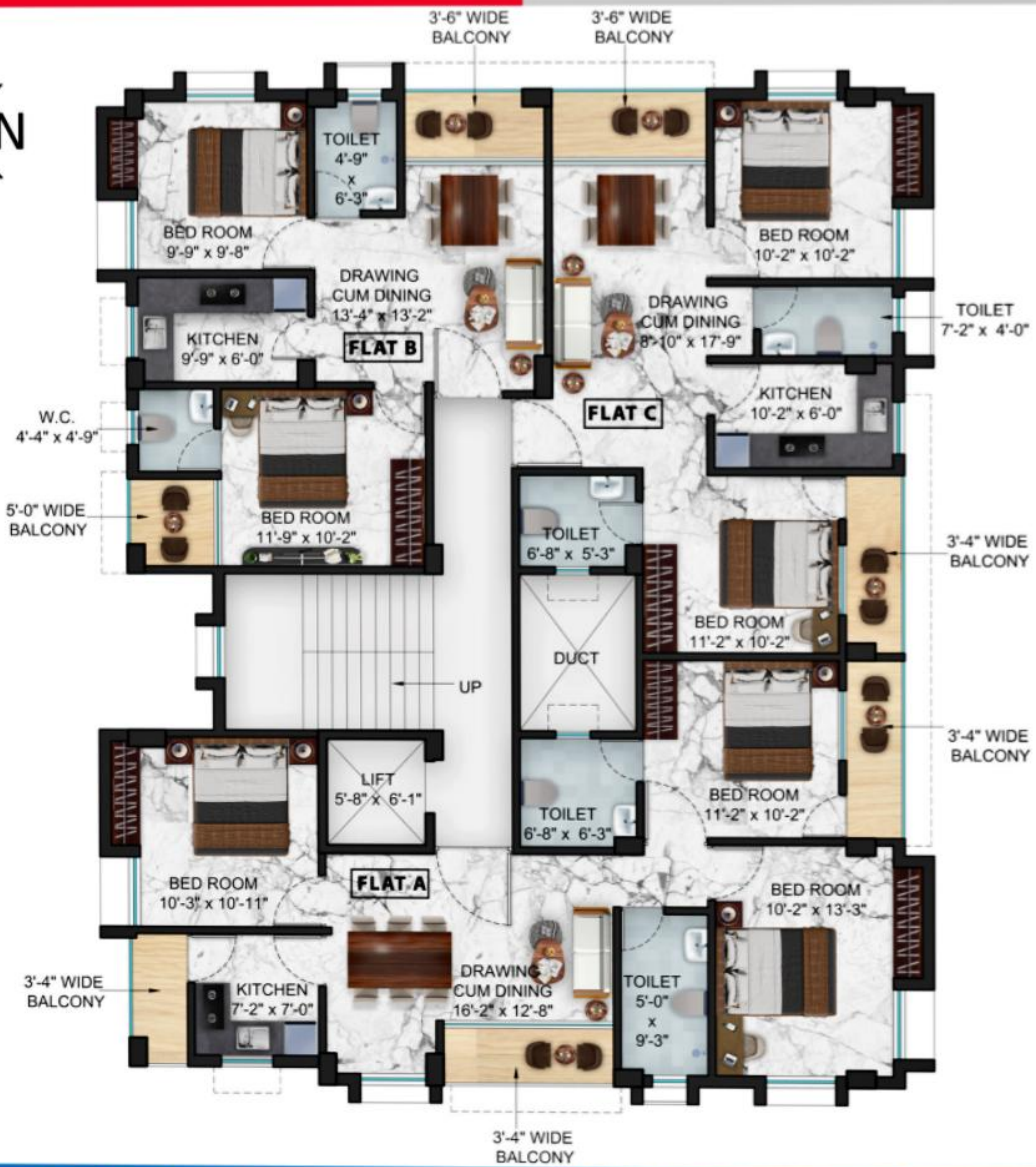 3'-6" WIDE
BALCONY
3'-6" WIDE
BALCONY
N
TOILET
4'-9"
x
6'-3"
BED ROOM
9'-9" x 9'-8"
BED ROOM
10'-2" x 10'-2"
DRAWING
CUM DINING
13'-4" x 13'-2"
DRAWING
CUM DINING
8'-10" x 17'-9"
TOILET
7'-2" x 4'-0"
KITCHEN
9'-9" x 6'-0"
FLAT B
KITCHEN
10'-2" x 6'-0"
FLAT C
W.C.
4'-4" x 4'-9"
5'-0" WIDE
BALCONY
BED ROOM
11'-9" x 10'-2"
TOILET
6'-8" x 5'-3"
3'-4" WIDE
BALCONY
BED ROOM
11'-2" x 10'-2"
DUCT
UP
3'-4" WIDE
BALCONY
LIFT
5'-8" x 6'-1"
BED ROOM
11'-2" x 10'-2"
TOILET
6'-8" x 6'-3"
BED ROOM
10'-3" x 10'-11"
FLAT A
BED ROOM
10'-2" x 13'-3"
3'-4" WIDE
BALCONY
KITCHEN
7'-2" x 7'-0"
DRAWING
CUM DINING
16'-2" x 12'-8"
TOILET
5'-0"
x
9'-3"
3'-4" WIDE
BALCONY